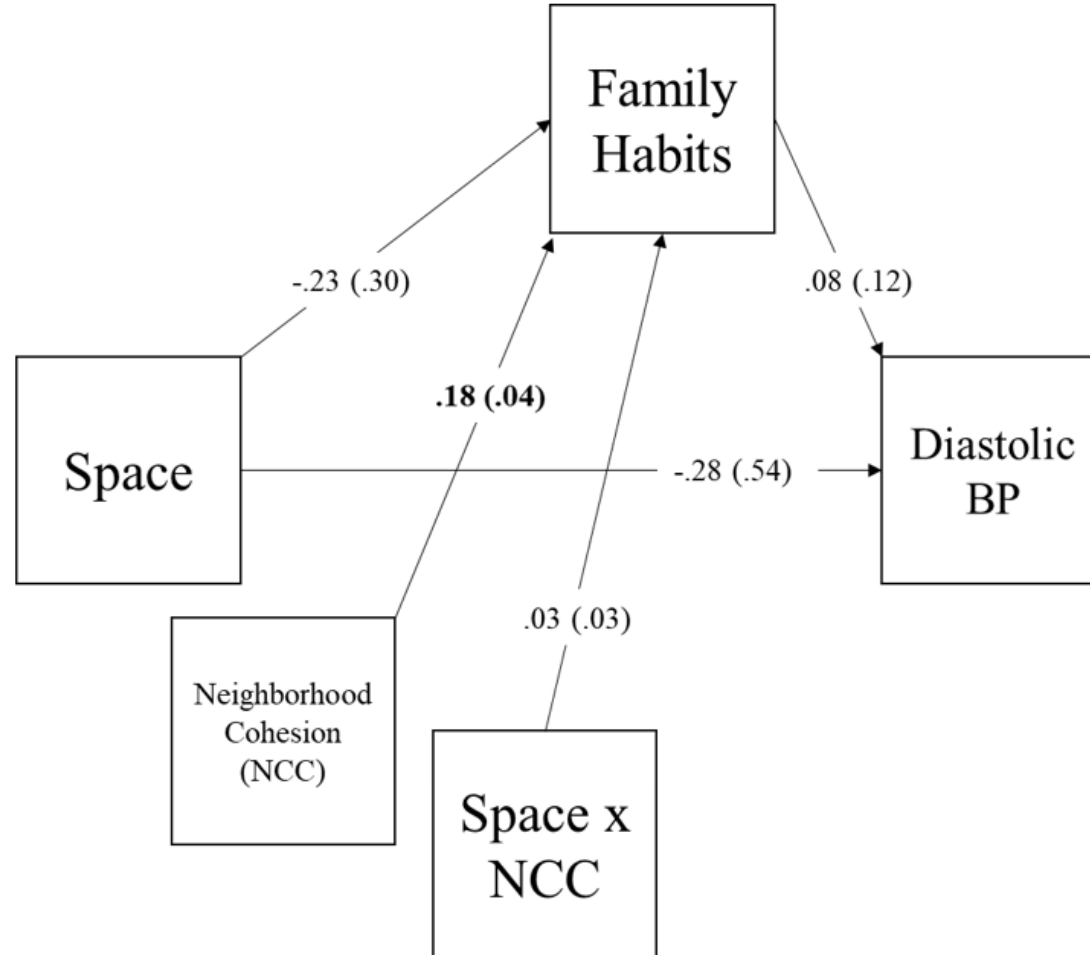 Family
Habits
-.23 (.30)
.08 (.12)
.18 (.04)
Space
-.28 (.54)
Diastolic
BP
.03 (.03)
Neighborhood
Cohesion
(NCC)
Space x
NCC